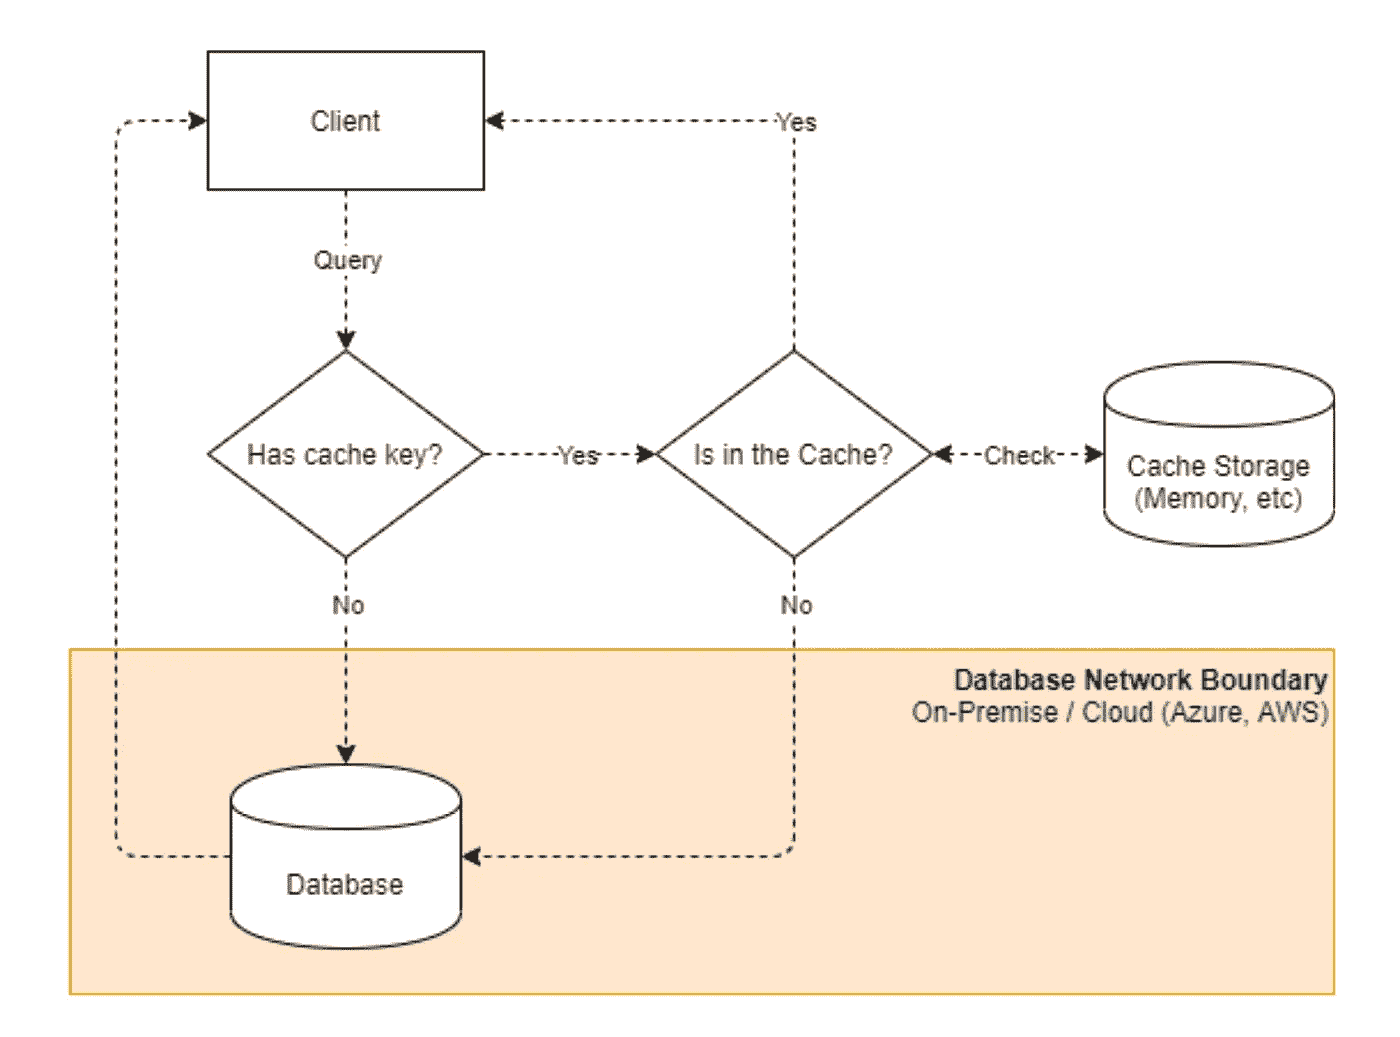 Client
Yes
Query
Has cache key?
Yes
Is in the Cache?
Check
Cache Storage
(Memory, etc)
No
No
Database Network Boundary
On-Premise / Cloud (Azure, AWS)
Database